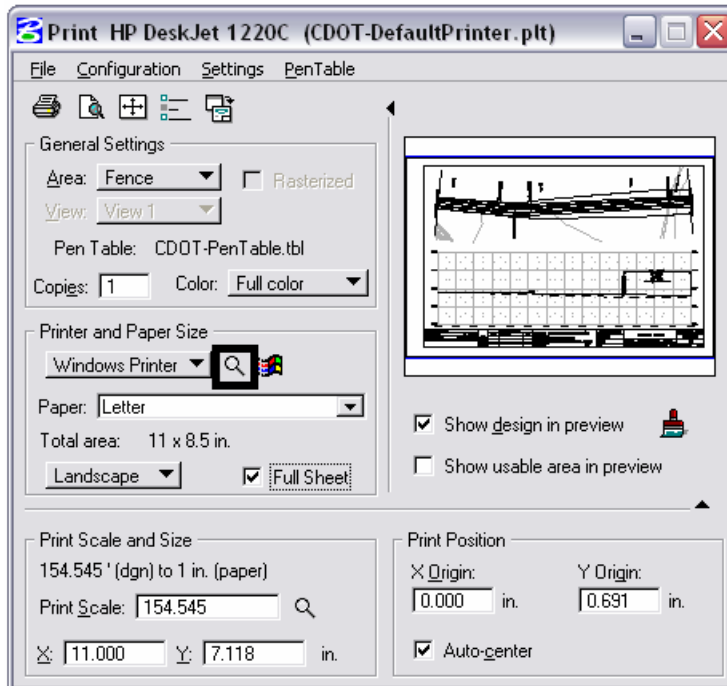 Print HP DeskJet 1220C (CDOT-DefaultPrinter.plt)
File Configuration Settings PenTable
General Settings
Area: Fence Rasterized
View: View 1
Pen Table: CDOT-PenTable.tbl
Copies: 1 Color: Full color
Printer and Paper Size
Windows Printer
Paper: Letter
Total area: 11 x 8.5 in.
Landscape Full Sheet
Show design in preview
Show usable area in preview
Print Scale and Size
154.545 ' (dgn) to 1 in. (paper)
Print Scale: 154.545
X: 11.000 Y: 7.118 in.
Print Position
X Origin: Y Origin:
0.000 in. 0.691 in.
Auto-center